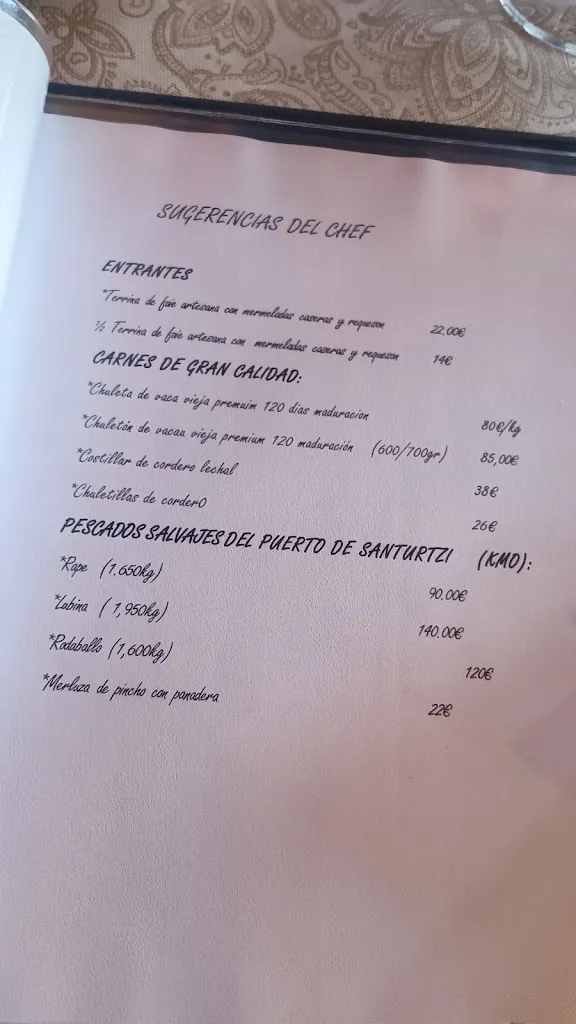 SUGERENCIAS DEL CHEF
ENTRANTES
*Terrina de foie artesana con mermeladas caseras y requeson 22,00€
½ Terrina de foie artesana con mermeladas caseras y requeson 14€
CARNES DE GRAN CALIDAD:
*Chuleta de vaca vieja premuim 120 dias maduracion 80€/kg
*Chuletón de vacau vieja premium 120 maduración (600/700gr) 85,00€
*Costillar de cordero lechal 38€
*Chuletillas de corderO 26€
PESCADOS SALVAJES DEL PUERTO DE SANTURTZI (KM0):
*Rape (1.650kg) 90.00€
*Lubina ( 1,950kg) 140.00€
*Rodaballo (1,600kg) 120€
*Merluza de pincho con panadera 22€